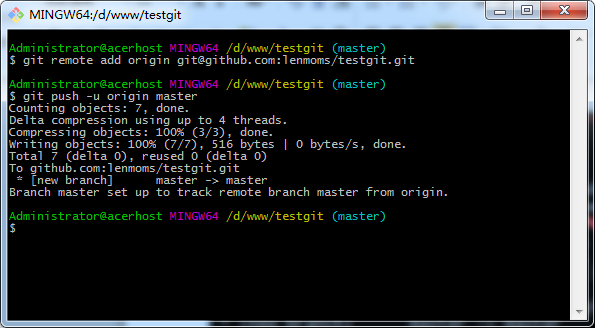 MINGW64:/d/www/testgit
Administrator@acerhost MINGW64 /d/www/testgit (master)
$ git remote add origin git@github.com:lenmoms/testgit.git
Administrator@acerhost MINGW64 /d/www/testgit (master)
$ git push -u origin master
Counting objects: 7, done.
Delta compression using up to 4 threads.
Compressing objects: 100% (3/3), done.
Writing objects: 100% (7/7), 516 bytes | 0 bytes/s, done.
Total 7 (delta 0), reused 0 (delta 0)
To github.com:lenmoms/testgit.git
 * [new branch]      master -> master
Branch master set up to track remote branch master from origin.
Administrator@acerhost MINGW64 /d/www/testgit (master)
$